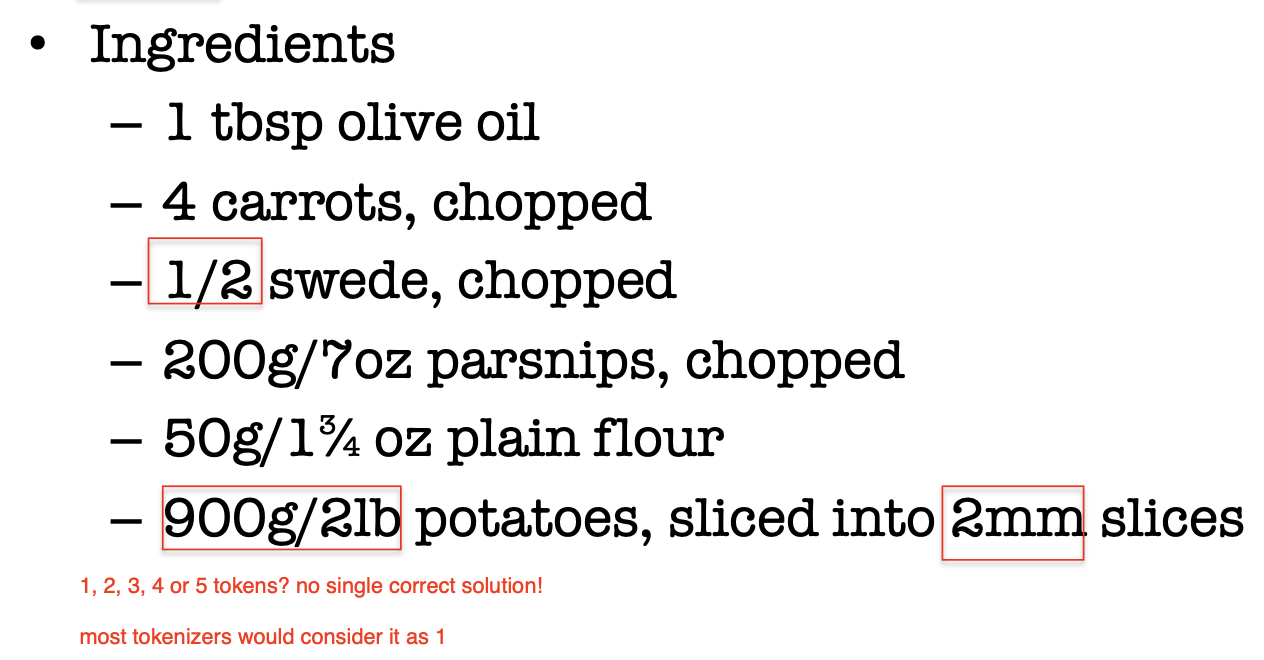 • Ingredients
– 1 tbsp olive oil
– 4 carrots, chopped
– 1/2 swede, chopped
– 200g/7oz parsnips, chopped
– 50g/1¾ oz plain flour
– 900g/2lb potatoes, sliced into 2mm slices
1, 2, 3, 4 or 5 tokens? no single correct solution!
most tokenizers would consider it as 1